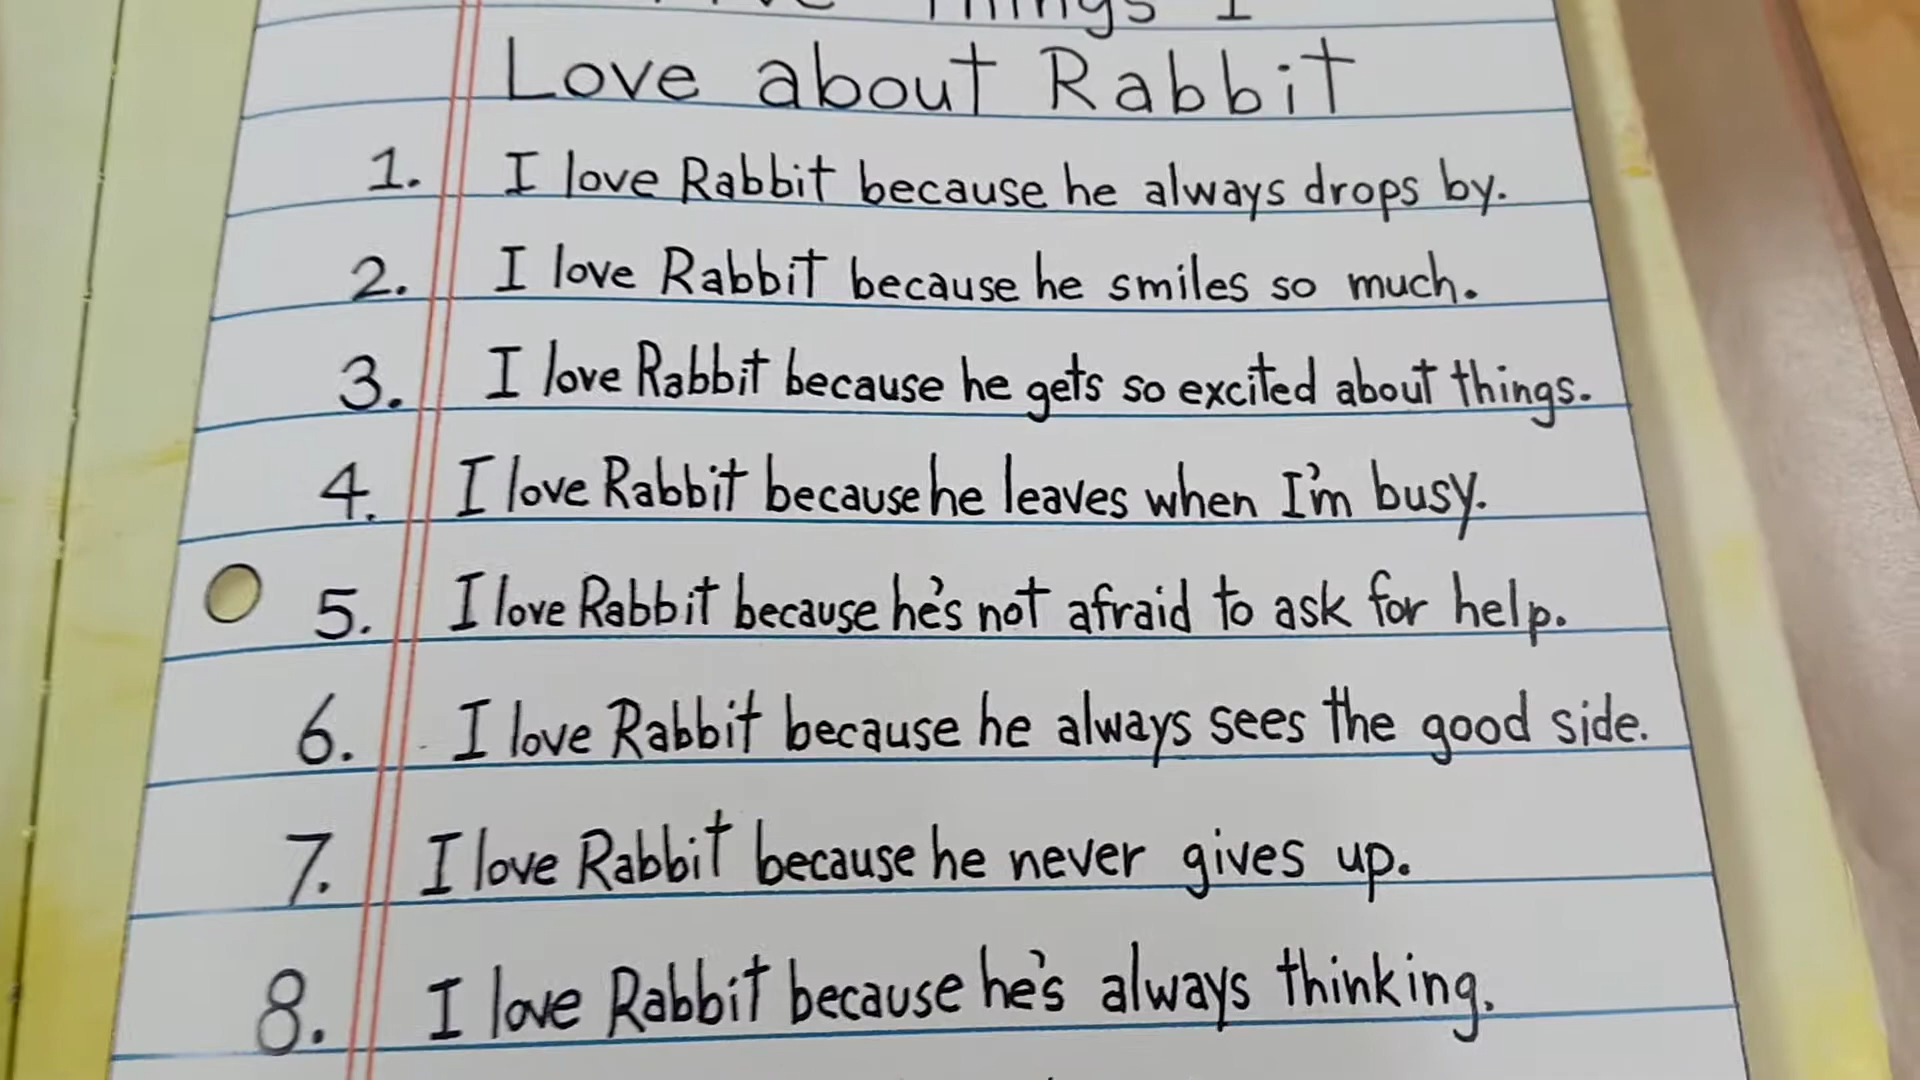 Things I
Love about Rabbit
1. I love Rabbit because he always drops by.
2. I love Rabbit because he smiles so much.
3. I love Rabbit because he gets so excited about things.
4. I love Rabbit because he leaves when I'm busy.
5. I love Rabbit because he's not afraid to ask for help.
6. I love Rabbit because he always sees the good side.
7. I love Rabbit because he never gives up.
8. I love Rabbit because he's always thinking.